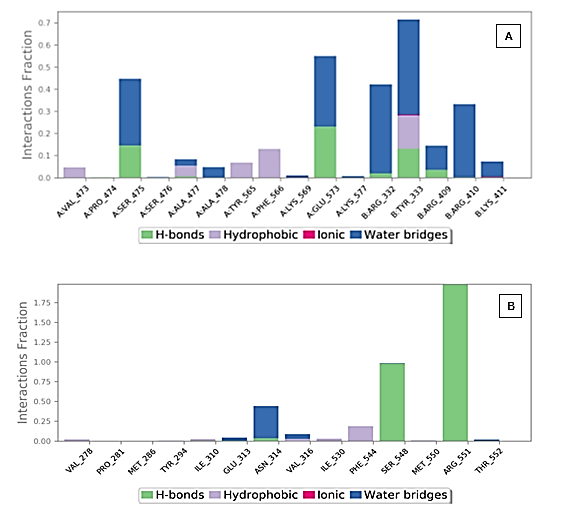 A
Interactions Fraction
0.7
0.6
0.5
0.4
0.3
0.2
0.1
0.0
A:VAL_473 A:PRO_474 A:SER_475 A:SER_476 A:ALA_477 A:ALA_478 A:TYR_565 A:PHE_566 A:LYS_569 A:GLU_573 A:LYS_577 B:ARG_332 B:TYR_333 B:ARG_409 B:ARG_410 B:LYS_411
H-bonds Hydrophobic Ionic Water bridges
B
Interactions Fraction
1.75
1.50
1.25
1.00
0.75
0.50
0.25
0.00
VAL_278 PRO_281 MET_286 TYR_294 ILE_310 GLU_313 ASN_314 VAL_316 ILE_530 PHE_544 SER_548 MET_550 ARG_551 THR_552
H-bonds Hydrophobic Ionic Water bridges